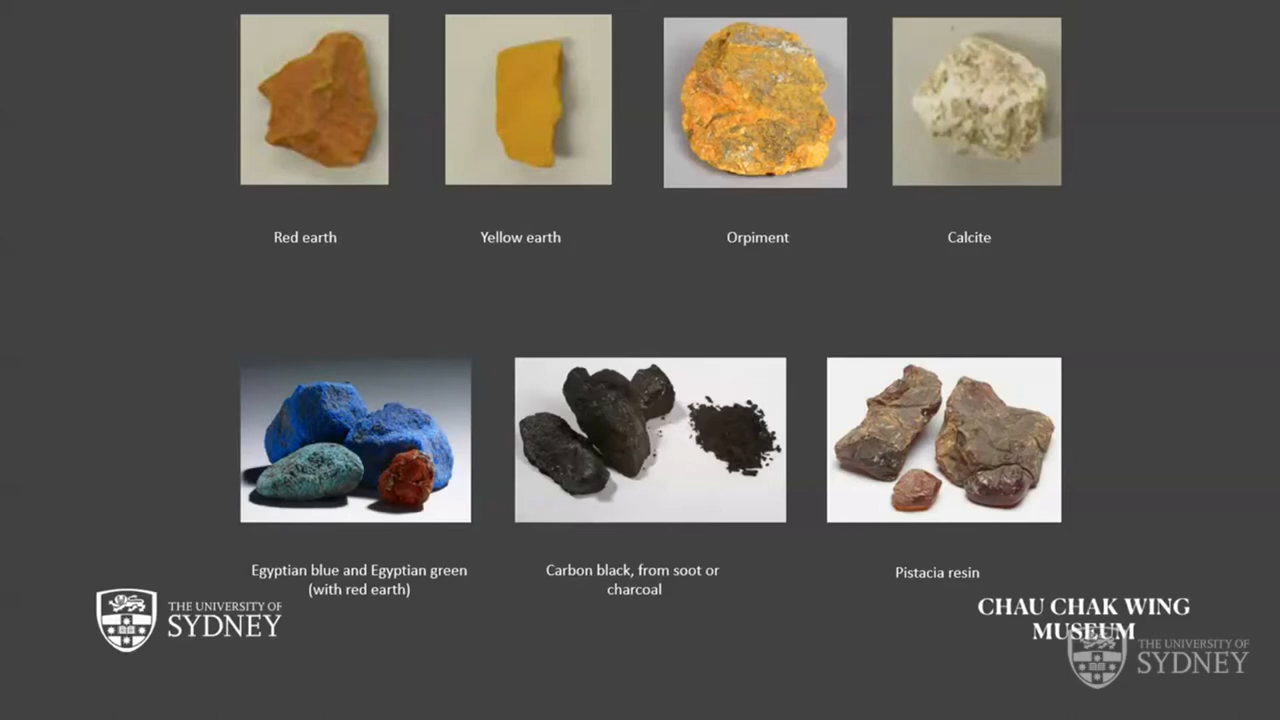 Red earth
Yellow earth
Orpiment
Calcite
Egyptian blue and Egyptian green
(with red earth)
Carbon black, from soot or
charcoal
Pistacia resin
THE UNIVERSITY OF
SYDNEY
CHAU CHAK WING
MUSEUM
THE UNIVERSITY OF
SYDNEY